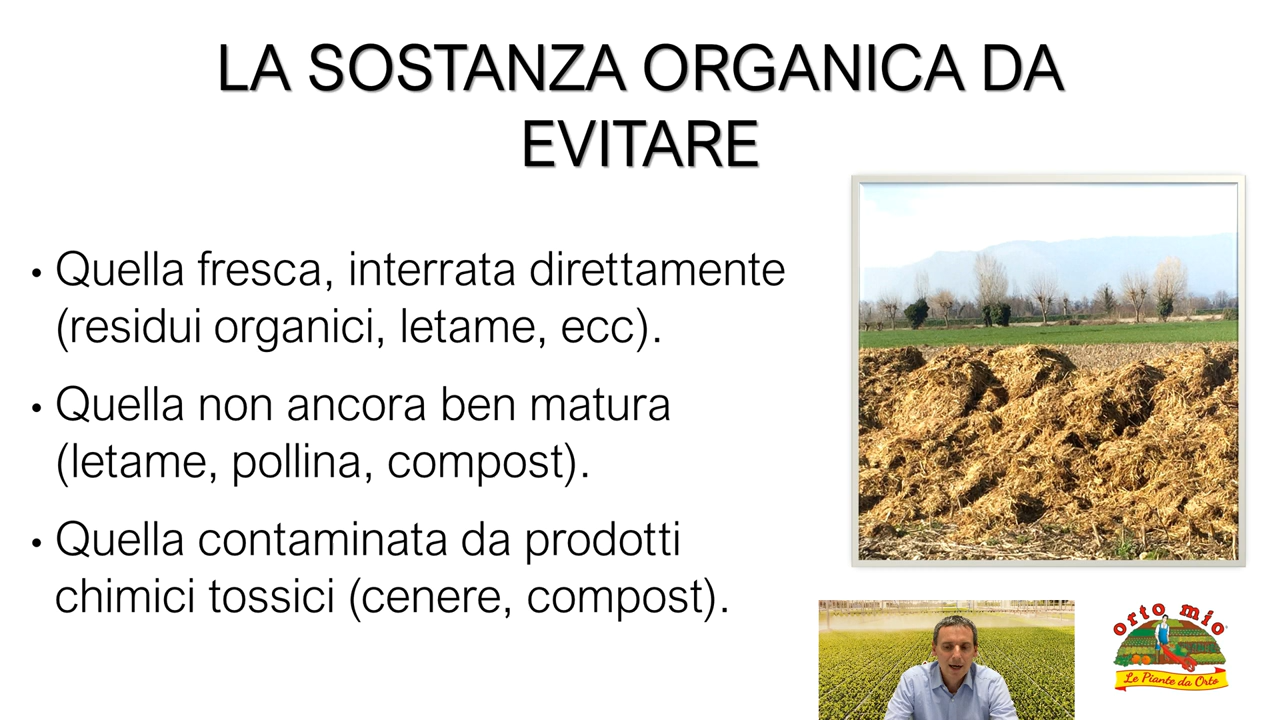 LA SOSTANZA ORGANICA DA
EVITARE
• Quella fresca, interrata direttamente
(residui organici, letame, ecc).
• Quella non ancora ben matura
(letame, pollina, compost).
• Quella contaminata da prodotti
chimici tossici (cenere, compost).
orto mio
Le Piante da Orto